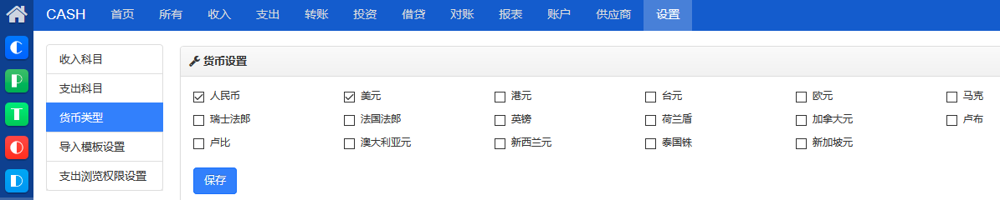 CASH 首页 所有 收入 支出 转账 投资 借贷 对账 报表 账户 供应商 设置
C
P
T
D
收入科目
支出科目
货币类型
导入模板设置
支出浏览权限设置
货币设置
人民币 美元 港元 台元 欧元 马克
瑞士法郎 法国法郎 英镑 荷兰盾 加拿大元 卢布
卢比 澳大利亚元 新西兰元 泰国铢 新加坡元
保存